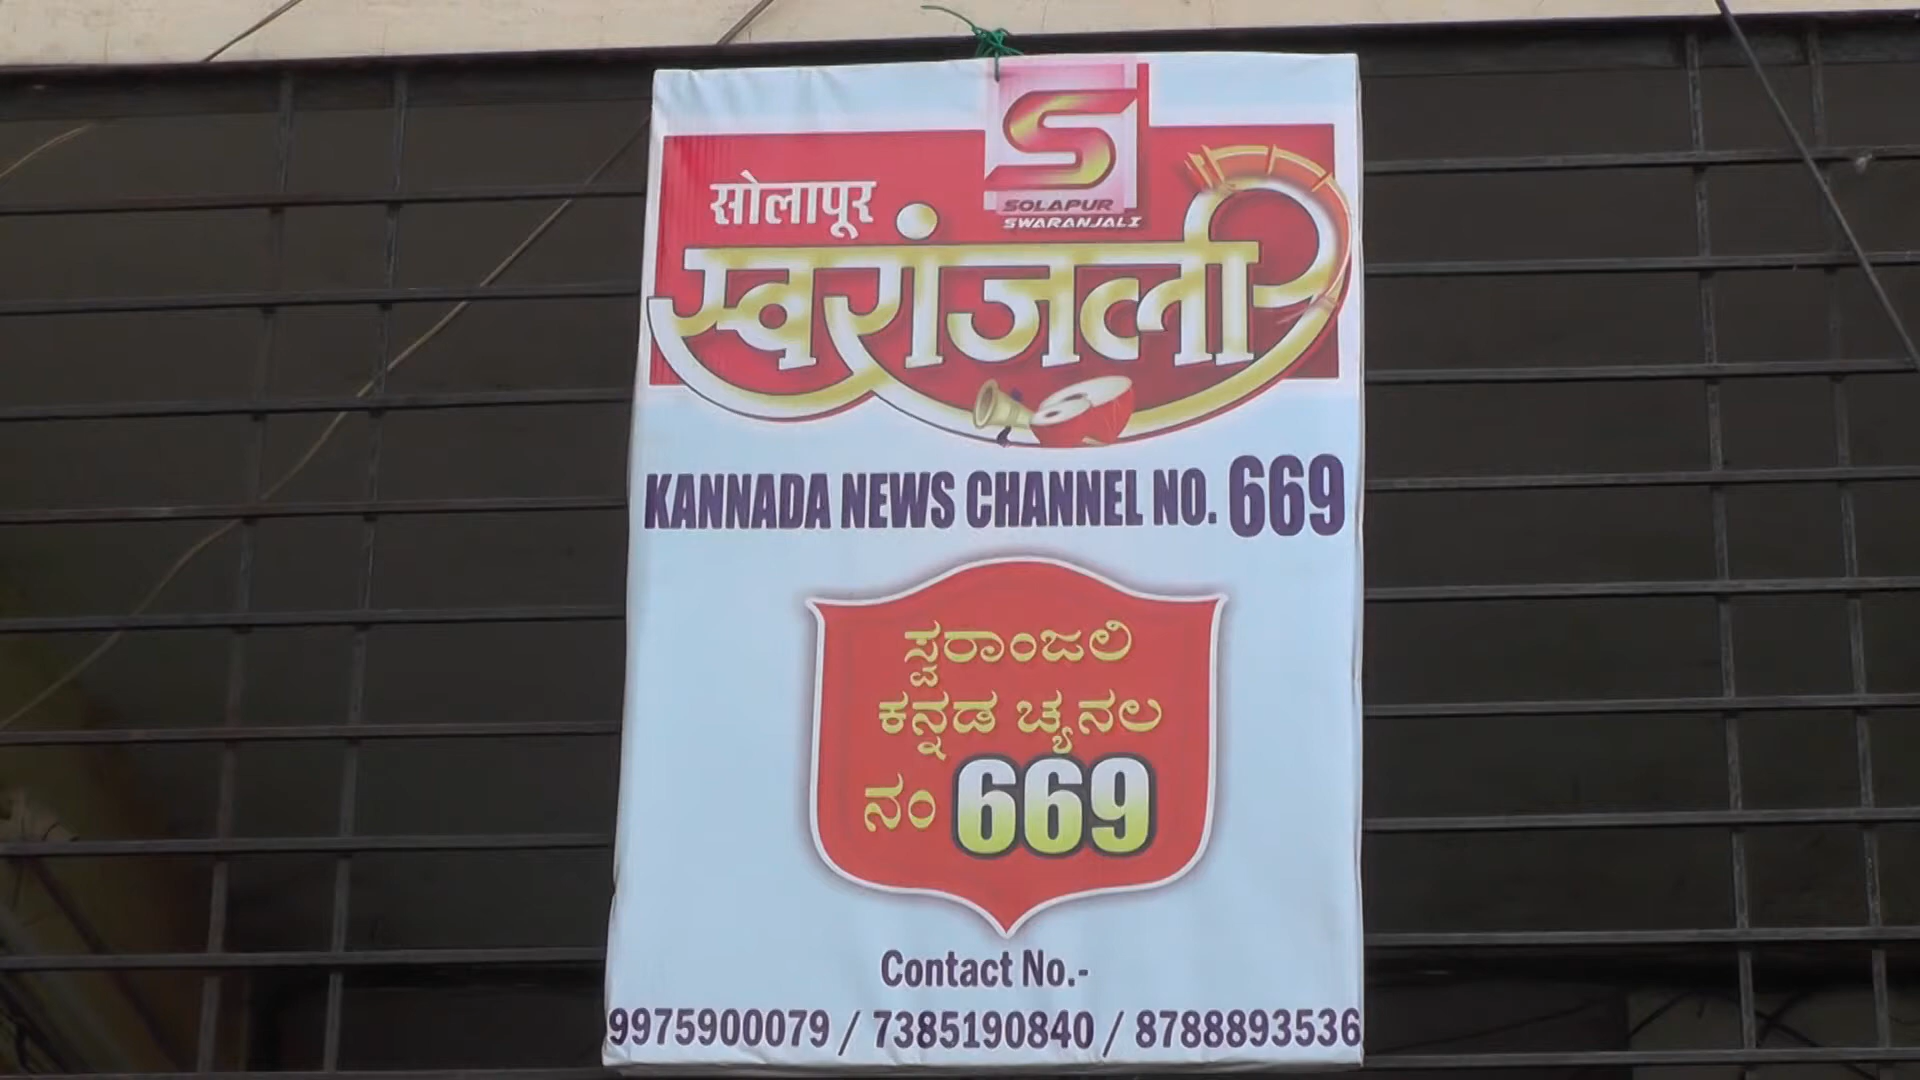 सोलापूर
SOLAPUR
SWARANJALI
स्वरांजली
KANNADA NEWS CHANNEL NO. 669
ಸ್ವರಾಂಜಲಿ
ಕನ್ನಡ ಚ್ಯನಲ
ನಂ 669
Contact No.-
9975900079 / 7385190840 / 8788893536